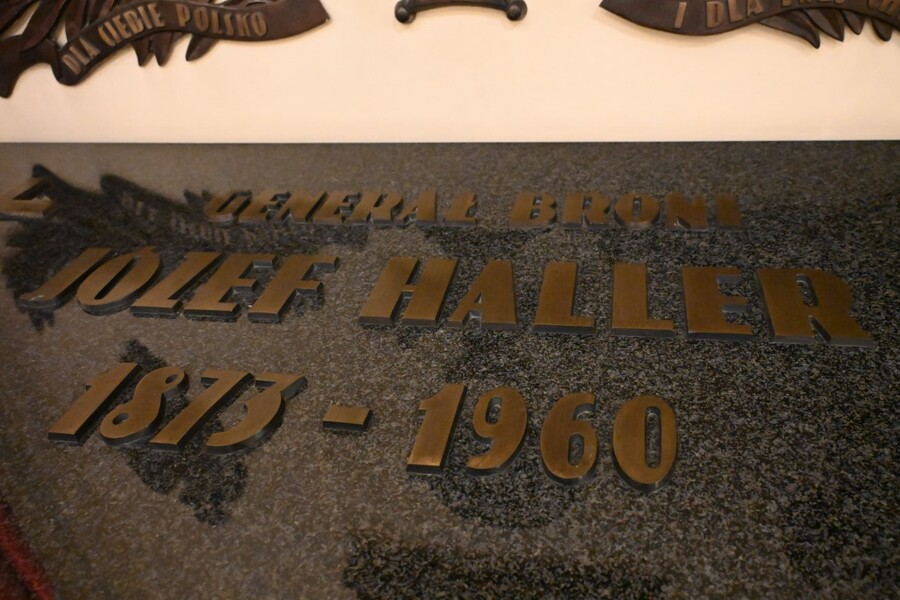 DLA CIEBIE POLSKO
I DLA
GENERAŁ BRONI
JÓZEF HALLER
1873 - 1960